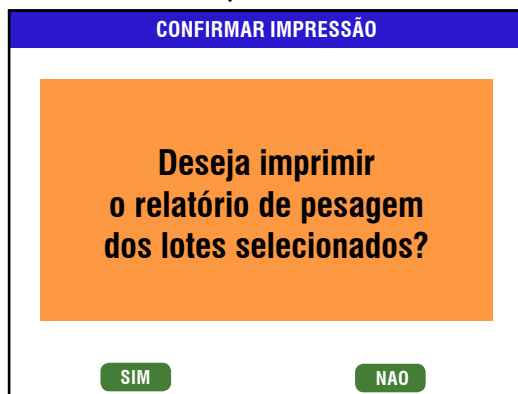 CONFIRMAR IMPRESSÃO
Deseja imprimir
o relatório de pesagem
dos lotes selecionados?
SIM
NAO